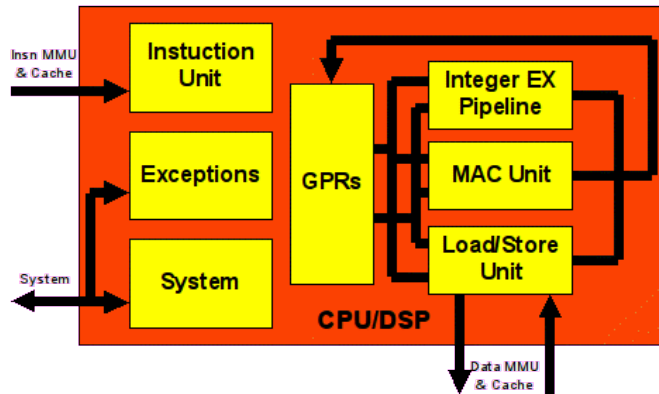 Insn MMU
& Cache
Instuction
Unit
Exceptions
System
System
GPRs
Integer EX
Pipeline
MAC Unit
Load/Store
Unit
CPU/DSP
Data MMU
& Cache